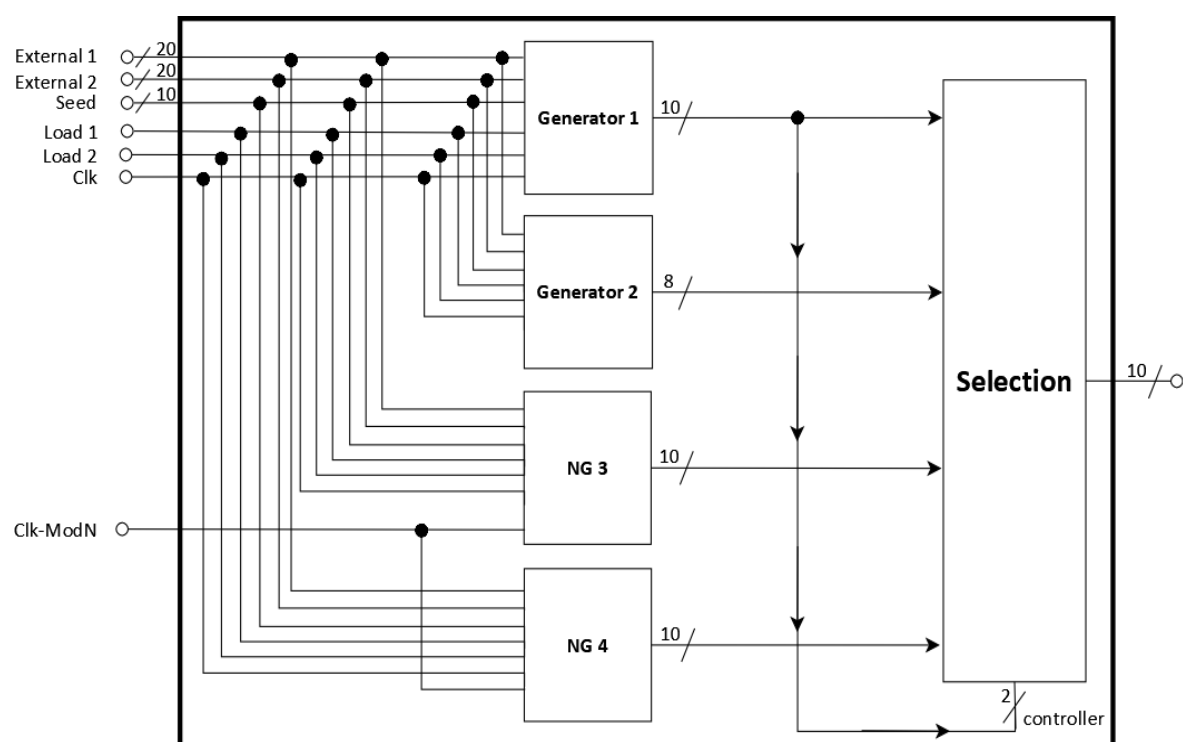 External 1
20
External 2
20
Seed
10
Load 1
Load 2
Clk
Generator 1
10
Generator 2
8
Selection
10
NG 3
10
Clk-ModN
NG 4
10
2
controller